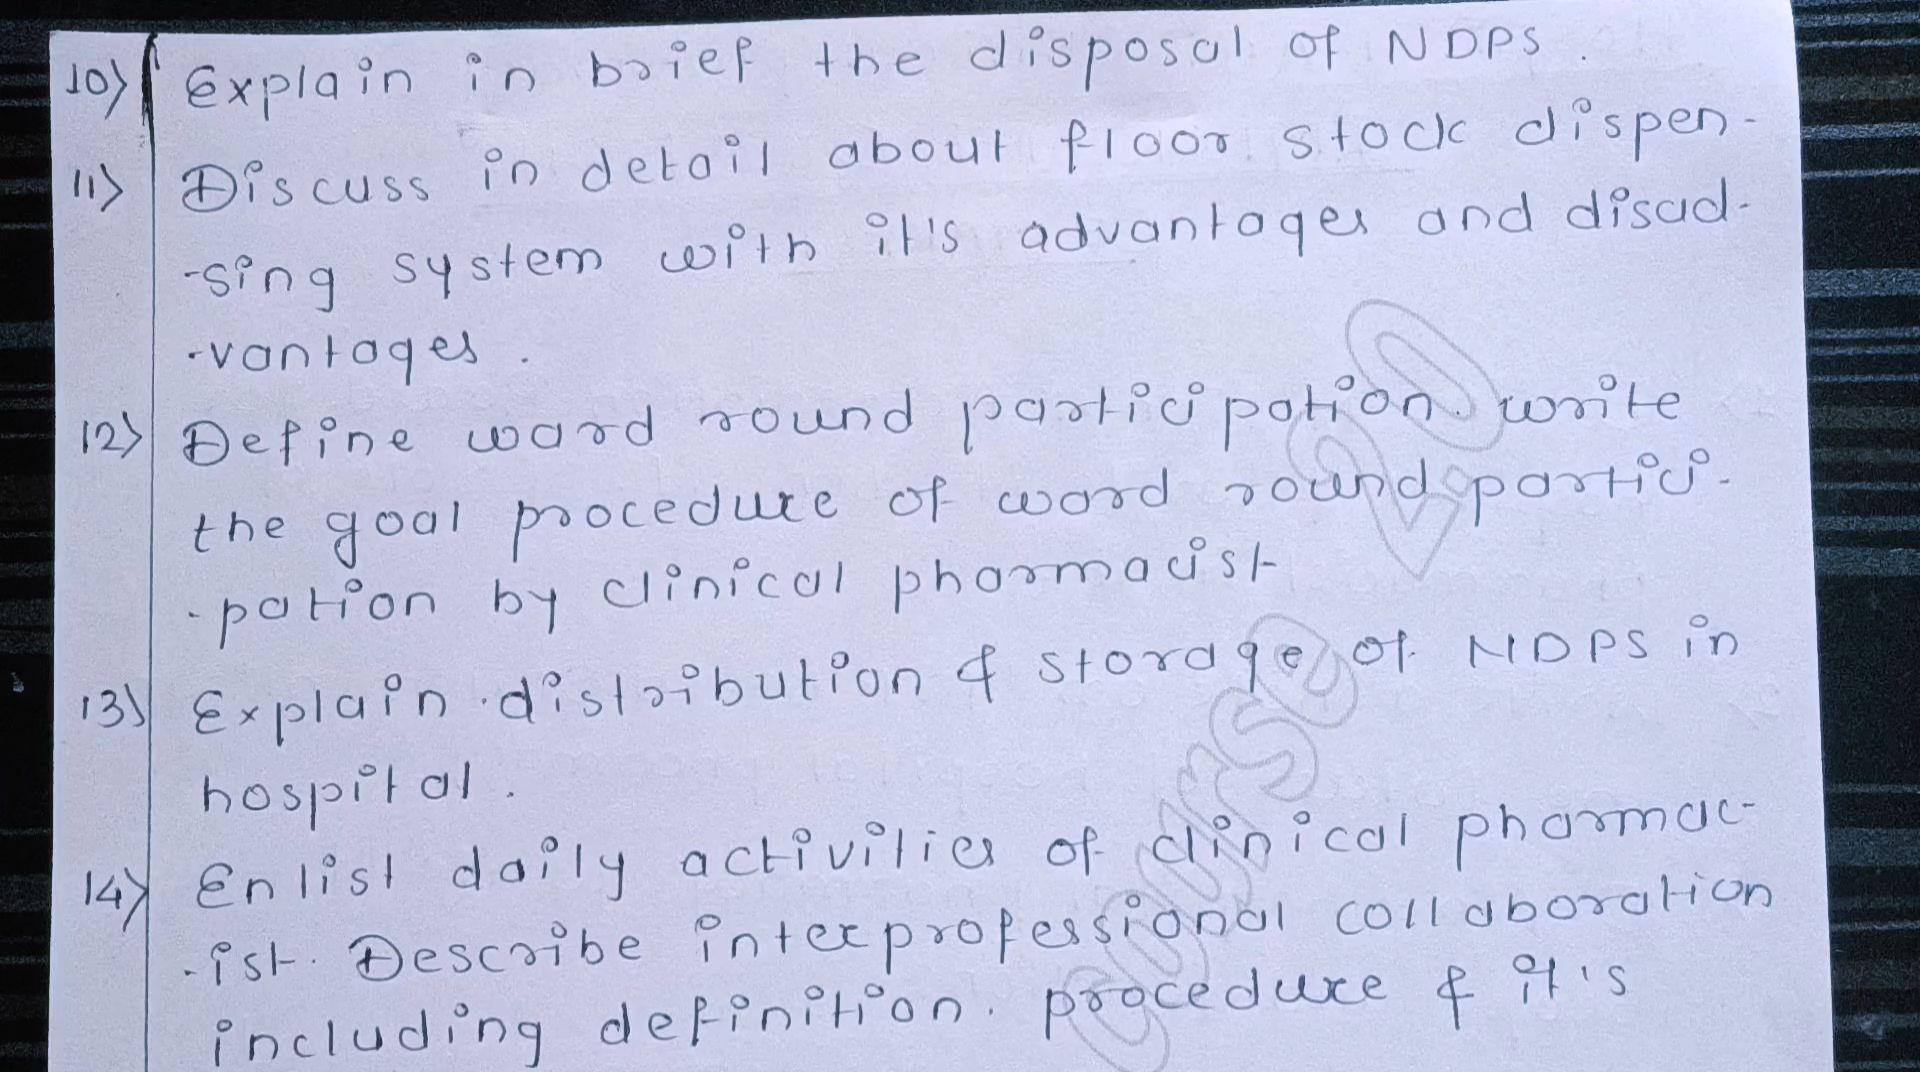 10) Explain in brief the disposal of NDPS.
11) Discuss in detail about floor stock dispen-
-sing system with it's advantages and disad-
-vantages.
12) Define ward round participation. write
the goal procedure of ward round partici-
-pation by clinical pharmacist
13) Explain distribution & storage of NDPS in
hospital.
14) Enlist daily activities of clinical pharmac-
-ist. Describe interprofessional collaboration
including definition. procedure & it's